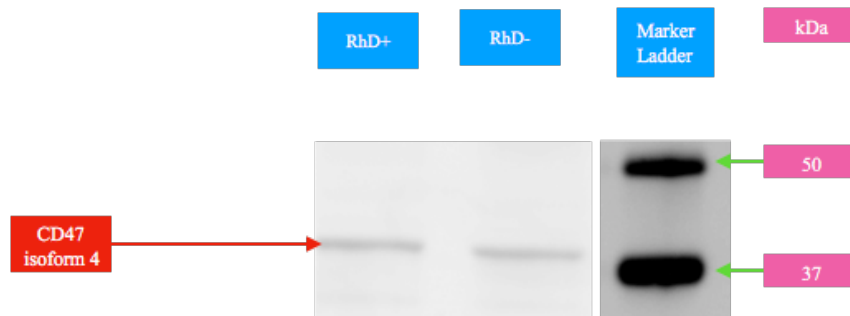 RhD+
RhD-
Marker
Ladder
kDa
50
CD47
isoform 4
37